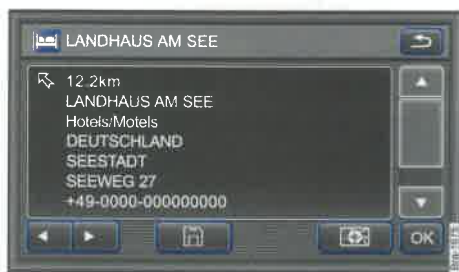 LANDHAUS AM SEE
12.2km
LANDHAUS AM SEE
Hotels/Motels
DEUTSCHLAND
SEESTADT
SEEWEG 27
+49-0000-000000000
OK